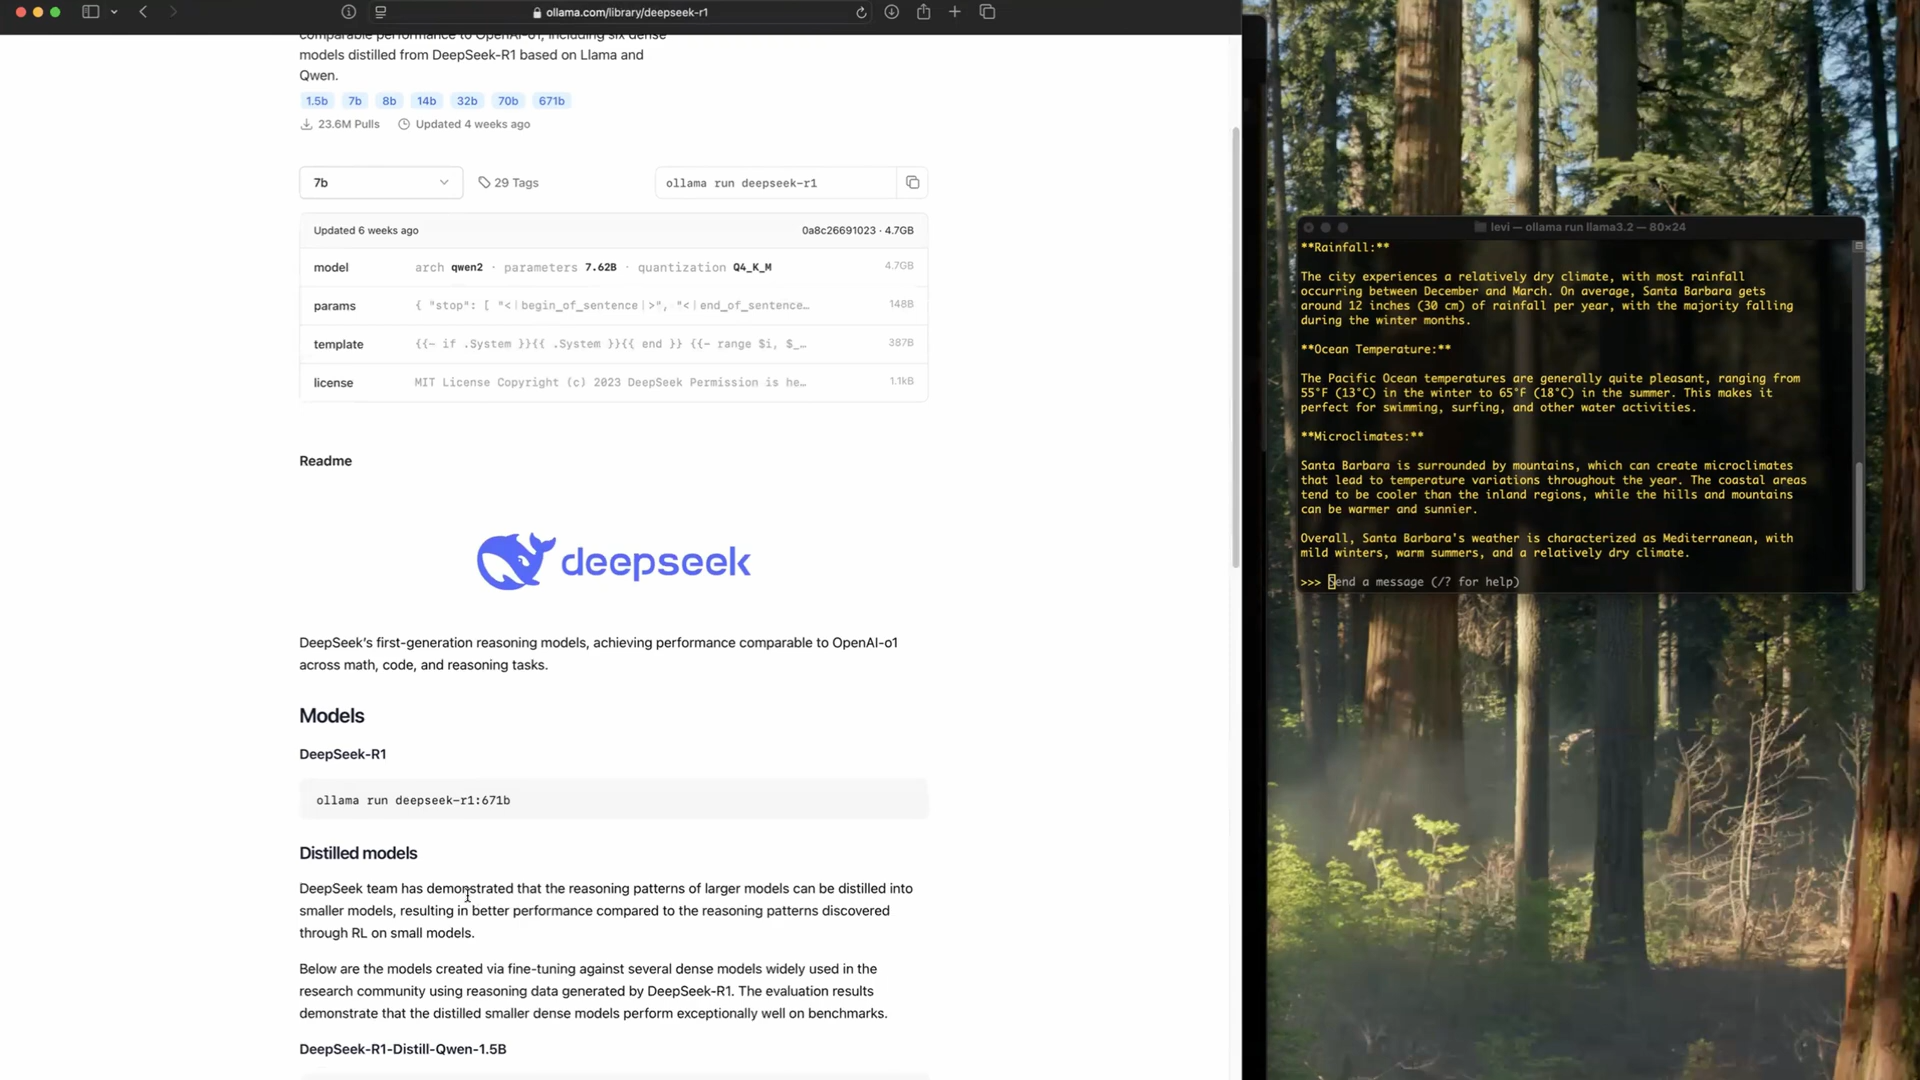 ollama.com/library/deepseek-r1
comparable performance to OpenAI-o1, including six dense
models distilled from DeepSeek-R1 based on Llama and
Qwen.
1.5b 7b 8b 14b 32b 70b 671b
23.6M Pulls Updated 4 weeks ago
7b 29 Tags ollama run deepseek-r1
Updated 6 weeks ago 0a8c26691023 · 4.7GB
model arch qwen2 · parameters 7.62B · quantization Q4_K_M 4.7GB
params { "stop": [ "<|begin_of_sentence|>", "<|end_of_sentence… 148B
template {{- if .System }}{{ .System }}{{ end }} {{- range $i, $_… 387B
license MIT License Copyright (c) 2023 DeepSeek Permission is he… 1.1kB
Readme
deepseek
DeepSeek's first-generation reasoning models, achieving performance comparable to OpenAI-o1
across math, code, and reasoning tasks.
Models
DeepSeek-R1
ollama run deepseek-r1:671b
Distilled models
DeepSeek team has demonstrated that the reasoning patterns of larger models can be distilled into
smaller models, resulting in better performance compared to the reasoning patterns discovered
through RL on small models.
Below are the models created via fine-tuning against several dense models widely used in the
research community using reasoning data generated by DeepSeek-R1. The evaluation results
demonstrate that the distilled smaller dense models perform exceptionally well on benchmarks.
DeepSeek-R1-Distill-Qwen-1.5B
levi — ollama run llama3.2 — 80×24
**Rainfall:**
The city experiences a relatively dry climate, with most rainfall
occurring between December and March. On average, Santa Barbara gets
around 12 inches (30 cm) of rainfall per year, with the majority falling
during the winter months.
**Ocean Temperature:**
The Pacific Ocean temperatures are generally quite pleasant, ranging from
55°F (13°C) in the winter to 65°F (18°C) in the summer. This makes it
perfect for swimming, surfing, and other water activities.
**Microclimates:**
Santa Barbara is surrounded by mountains, which can create microclimates
that lead to temperature variations throughout the year. The coastal areas
tend to be cooler than the inland regions, while the hills and mountains
can be warmer and sunnier.
Overall, Santa Barbara's weather is characterized as Mediterranean, with
mild winters, warm summers, and a relatively dry climate.
>>> Send a message (/? for help)